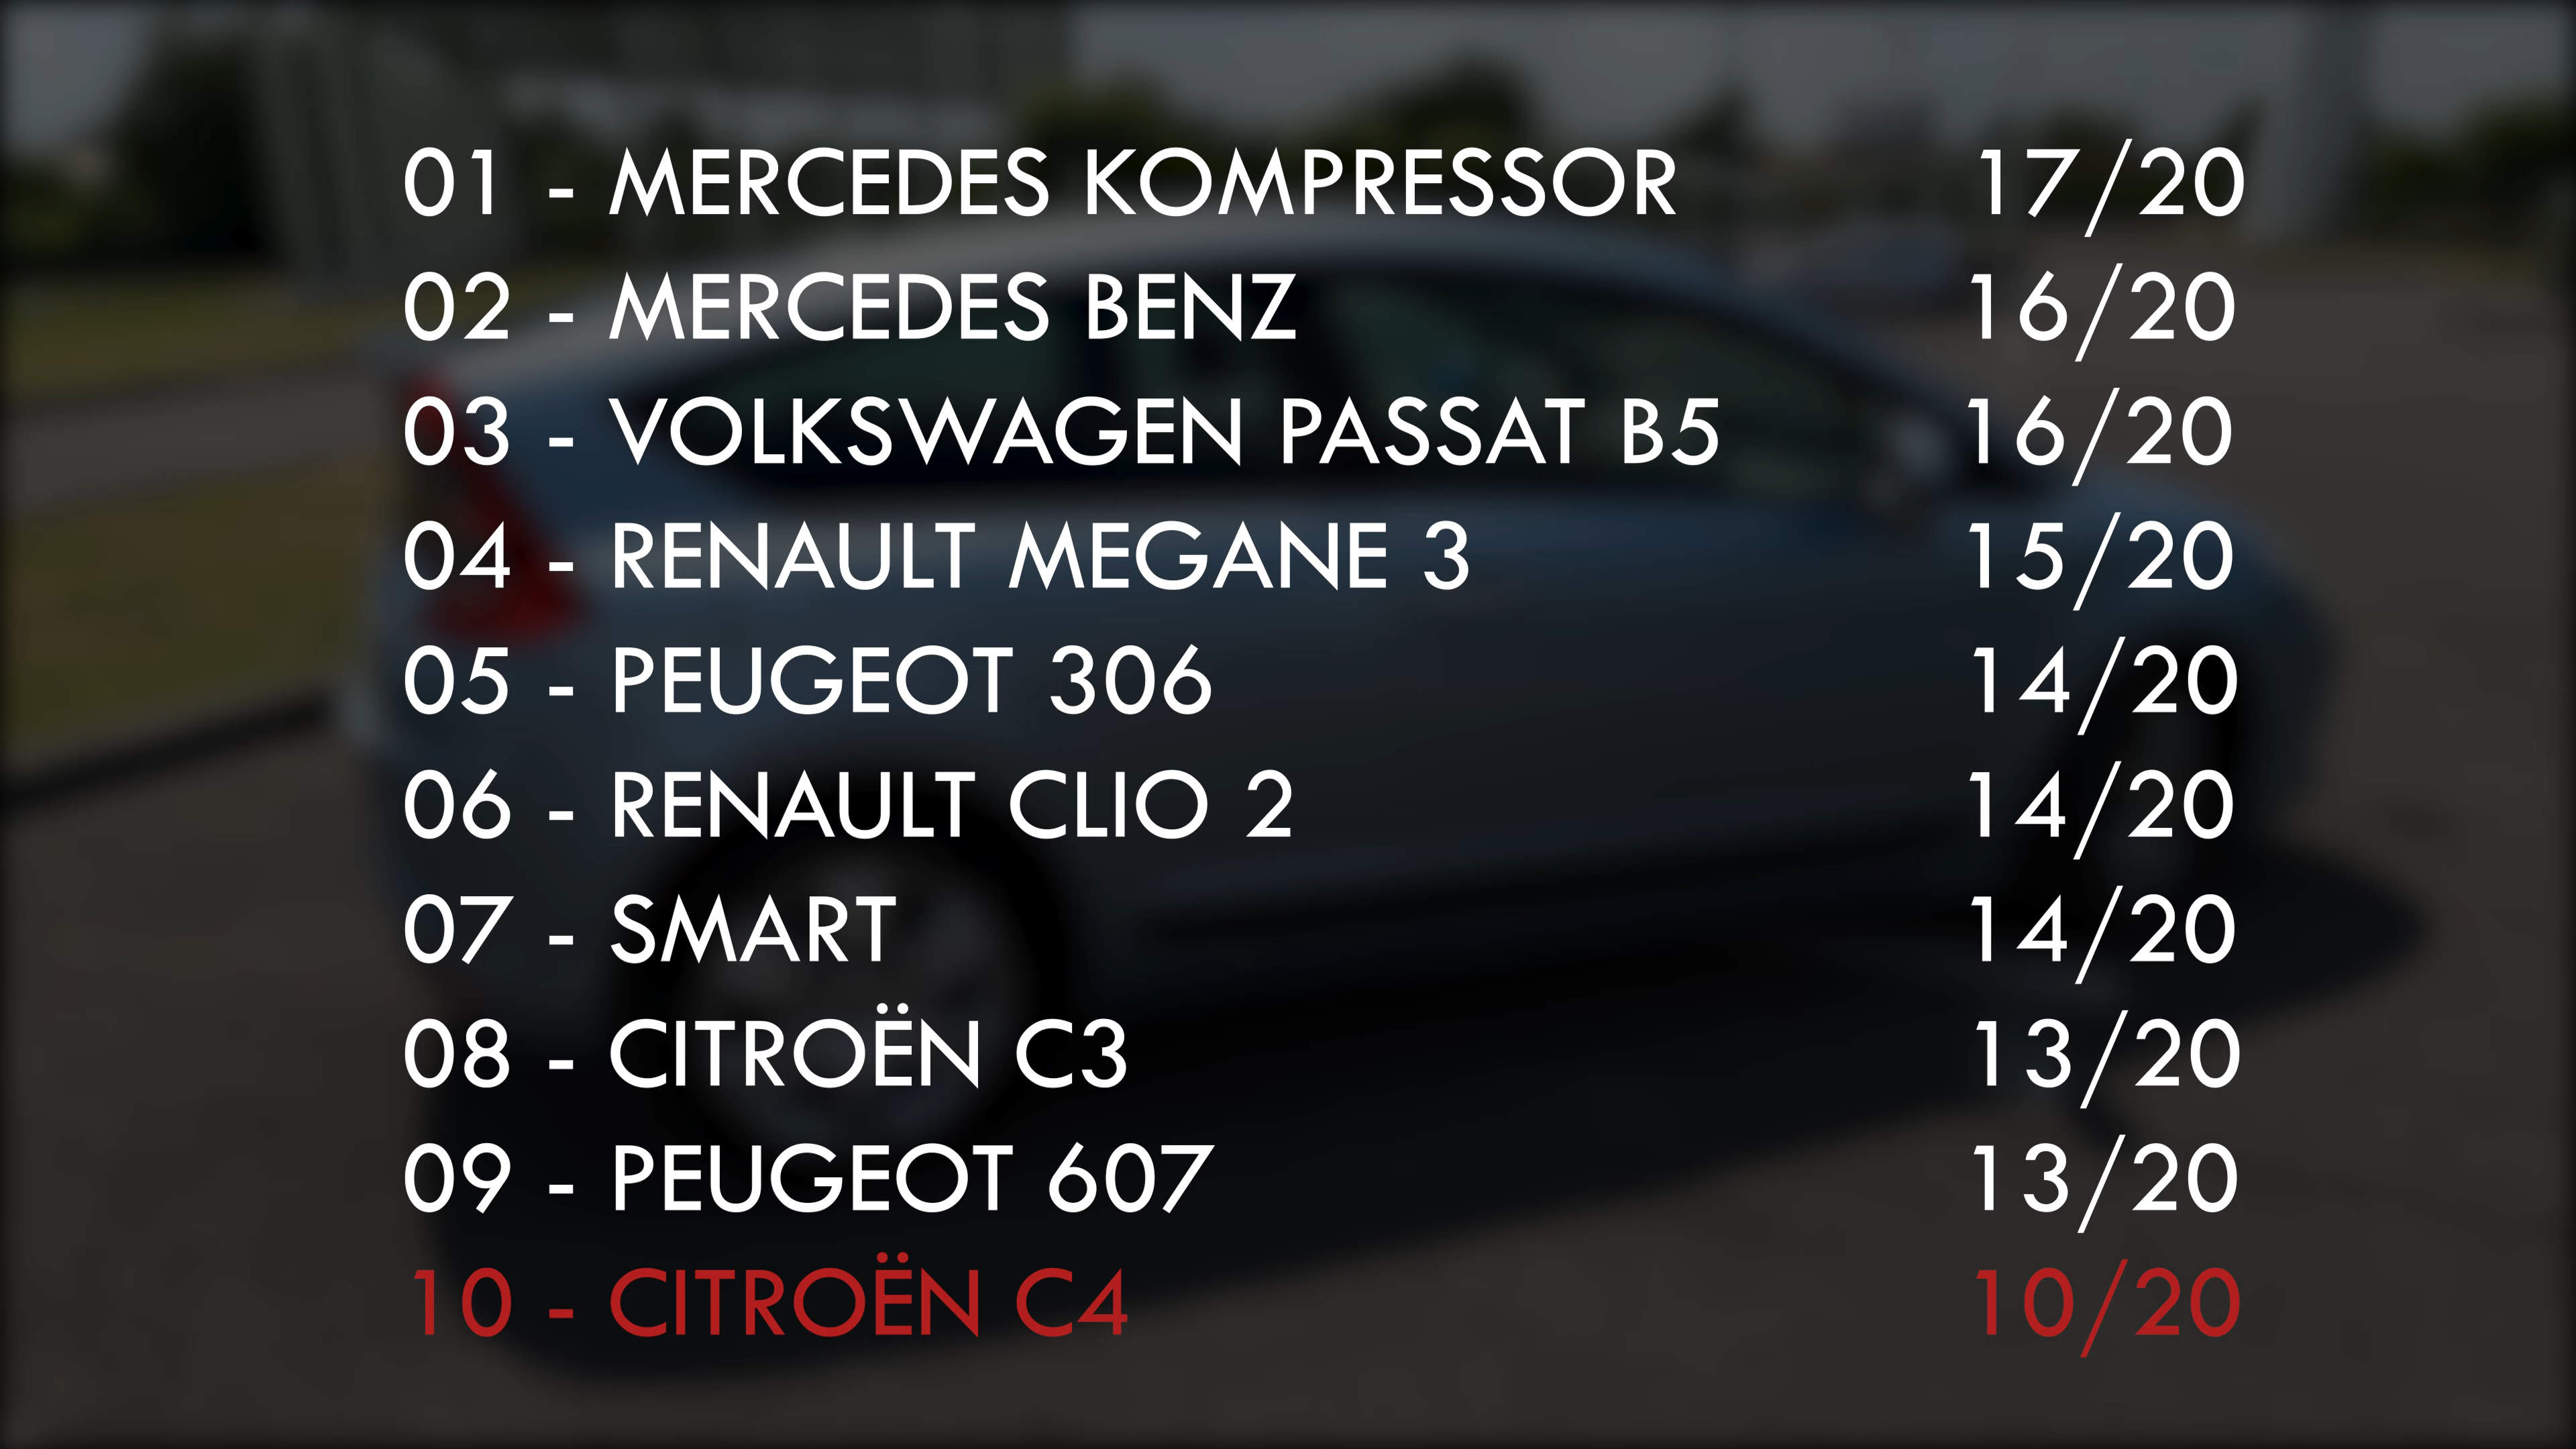 01 - MERCEDES KOMPRESSOR 17/20
02 - MERCEDES BENZ 16/20
03 - VOLKSWAGEN PASSAT B5 16/20
04 - RENAULT MEGANE 3 15/20
05 - PEUGEOT 306 14/20
06 - RENAULT CLIO 2 14/20
07 - SMART 14/20
08 - CITROËN C3 13/20
09 - PEUGEOT 607 13/20
10 - CITROËN C4 10/20